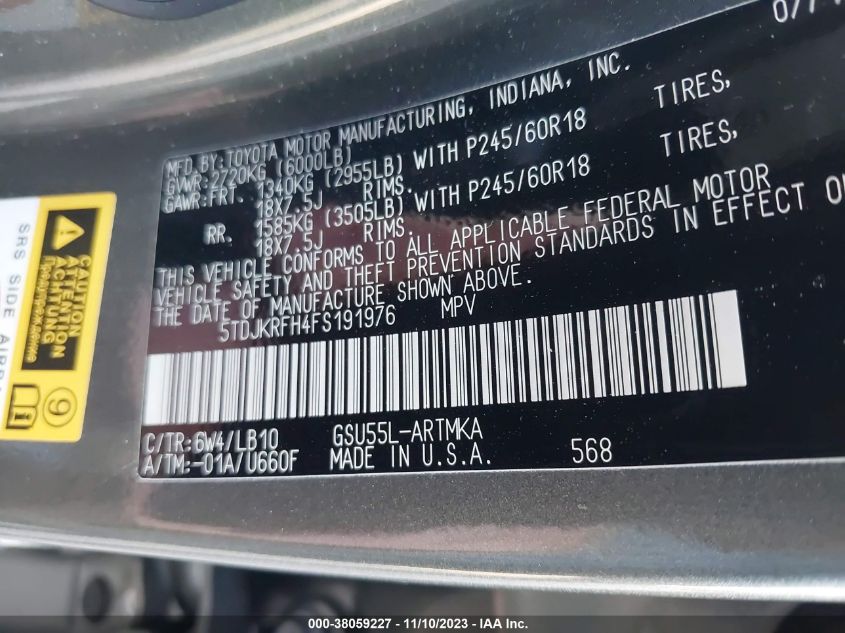 07/
MFD.BY:TOYOTA MOTOR MANUFACTURING, INDIANA, INC.
GVWR:2720KG (6000LB)
GAWR:FRT. 1340KG (2955LB) WITH P245/60R18 TIRES,
18X7.5J RIMS.
RR. 1585KG (3505LB) WITH P245/60R18 TIRES,
18X7.5J RIMS.
THIS VEHICLE CONFORMS TO ALL APPLICABLE FEDERAL MOTOR
VEHICLE SAFETY AND THEFT PREVENTION STANDARDS IN EFFECT O
THE DATE OF MANUFACTURE SHOWN ABOVE.
5TDJKRFH4FS191976 MPV
C/TR:6W4/LB10 GSU55L-ARTMKA
A/TM:-01A/U660F MADE IN U.S.A. 568
CAUTION
ATTENTION
ACHTUNG
SRS SIDE AIRBA
000-38059227 - 11/10/2023 - IAA Inc.